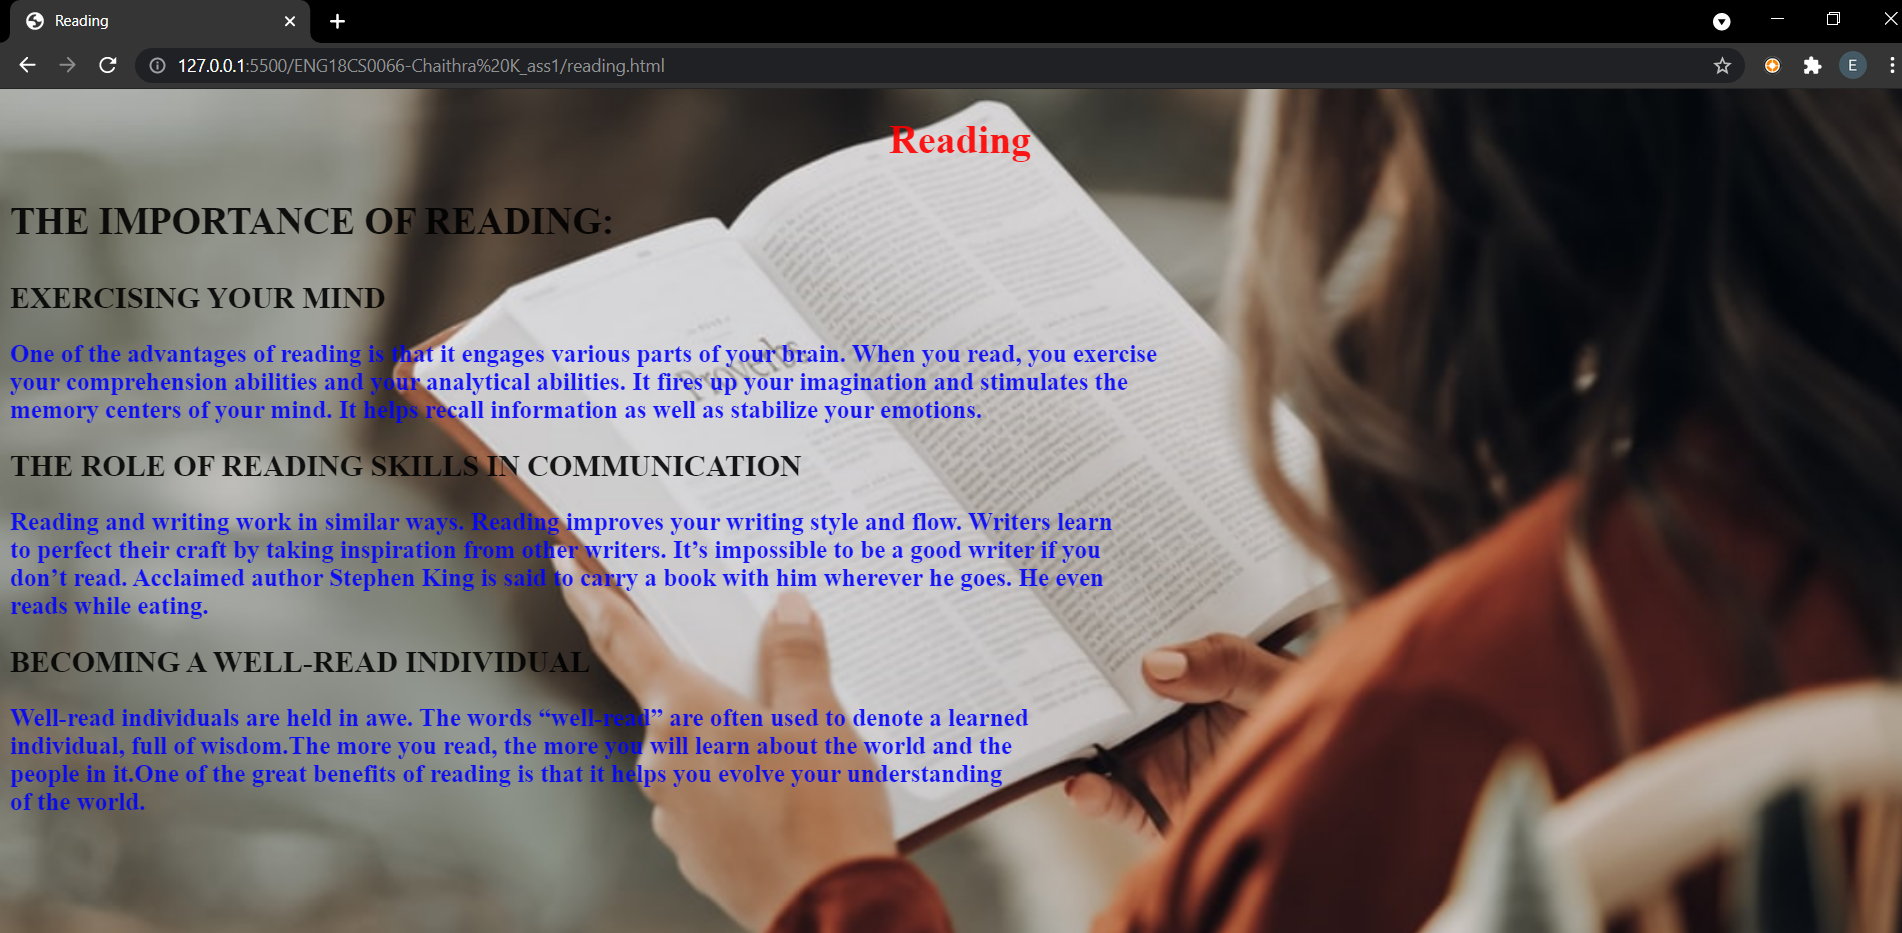 Reading
127.0.0.1:5500/ENG18CS0066-Chaithra%20K_ass1/reading.html
E
Reading
THE IMPORTANCE OF READING:
EXERCISING YOUR MIND
Proverbs
One of the advantages of reading is that it engages various parts of your brain. When you read, you exercise
your comprehension abilities and your analytical abilities. It fires up your imagination and stimulates the
memory centers of your mind. It helps recall information as well as stabilize your emotions.
THE ROLE OF READING SKILLS IN COMMUNICATION
Reading and writing work in similar ways. Reading improves your writing style and flow. Writers learn
to perfect their craft by taking inspiration from other writers. It’s impossible to be a good writer if you
don’t read. Acclaimed author Stephen King is said to carry a book with him wherever he goes. He even
reads while eating.
BECOMING A WELL-READ INDIVIDUAL
Well-read individuals are held in awe. The words “well-read” are often used to denote a learned
individual, full of wisdom.The more you read, the more you will learn about the world and the
people in it.One of the great benefits of reading is that it helps you evolve your understanding
of the world.